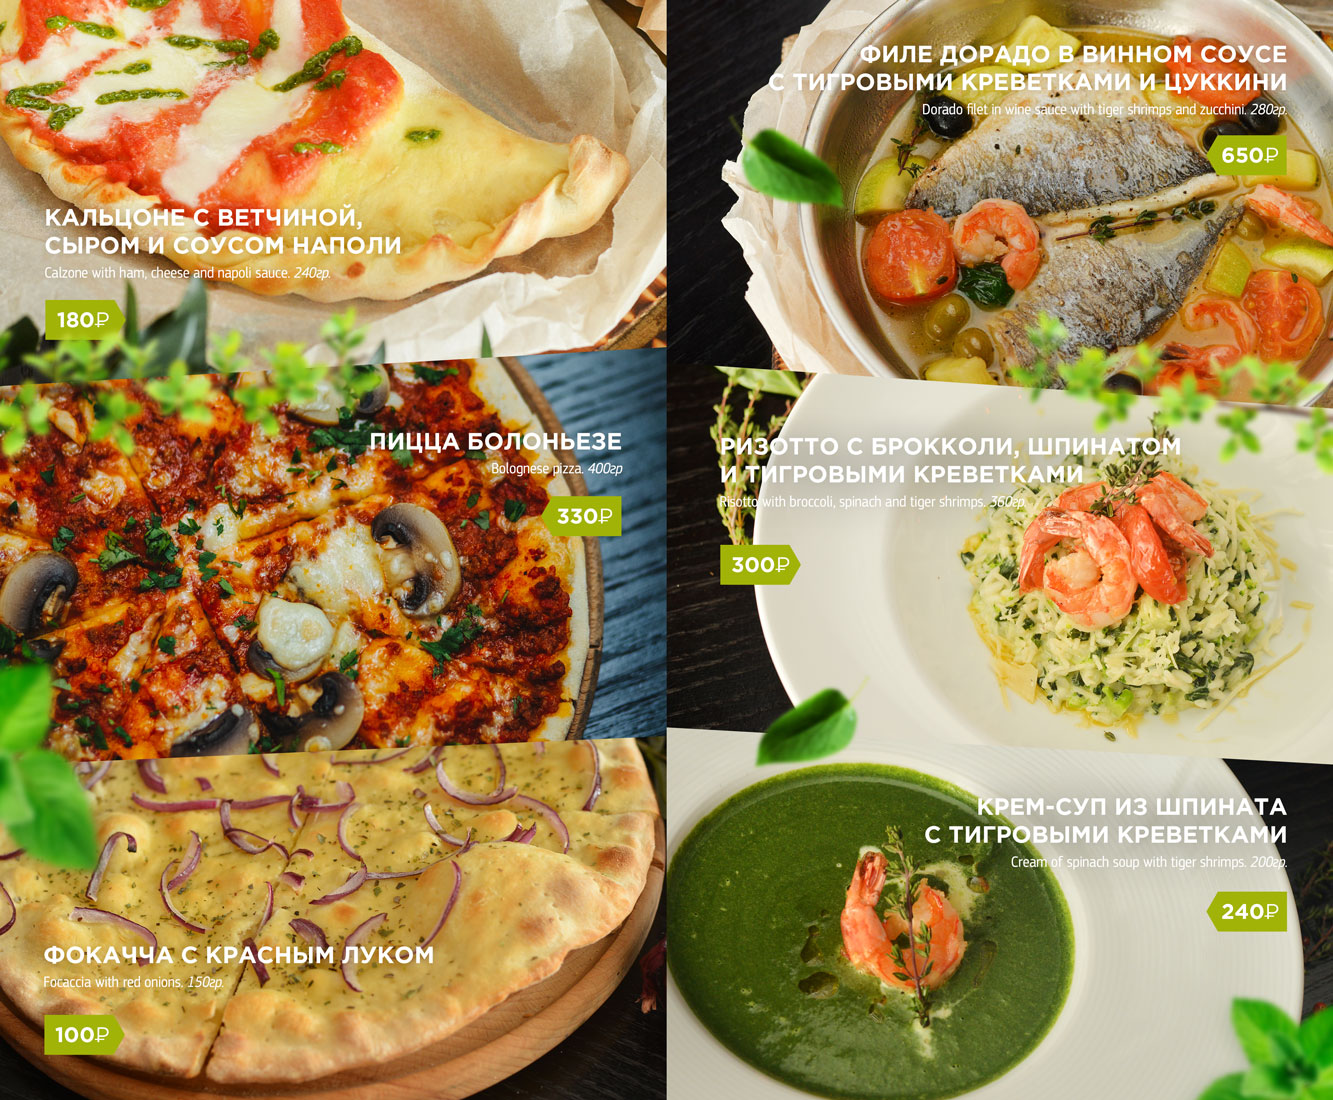 КАЛЬЦОНЕ С ВЕТЧИНОЙ,
СЫРОМ И СОУСОМ НАПОЛИ
Calzone with ham, cheese and napoli sauce. 240гр.
180₽
ПИЦЦА БОЛОНЬЕЗЕ
Bolognese pizza. 400гр
330₽
ФОКАЧЧА С КРАСНЫМ ЛУКОМ
Focaccia with red onions. 150гр.
100₽
ФИЛЕ ДОРАДО В ВИННОМ СОУСЕ
С ТИГРОВЫМИ КРЕВЕТКАМИ И ЦУККИНИ
Dorado filet in wine sauce with tiger shrimps and zucchini. 280гр.
650₽
РИЗОТТО С БРОККОЛИ, ШПИНАТОМ
И ТИГРОВЫМИ КРЕВЕТКАМИ
Risotto with broccoli, spinach and tiger shrimps. 360гр.
300₽
КРЕМ-СУП ИЗ ШПИНАТА
С ТИГРОВЫМИ КРЕВЕТКАМИ
Cream of spinach soup with tiger shrimps. 200гр.
240₽